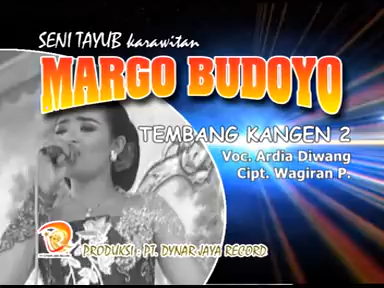 SENI TAYUB karawitan
MARGO BUDOYO
TEMBANG KANGEN 2
Voc. Ardia Diwang
Cipt. Wagiran P.
PRODUKSI : PT. DYNAR JAYA RECORD